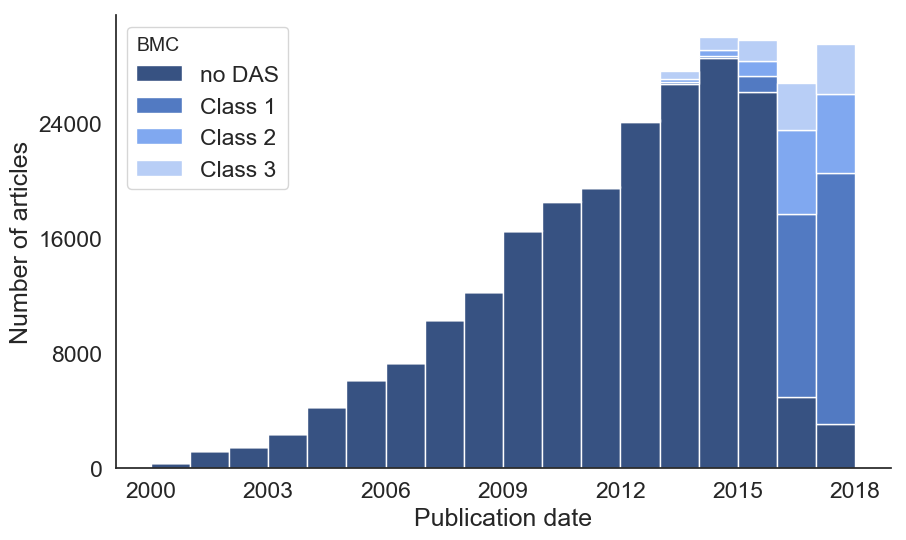 BMC
no DAS
Class 1
Class 2
Class 3
Number of articles
24000
16000
8000
0
2000 2003 2006 2009 2012 2015 2018
Publication date